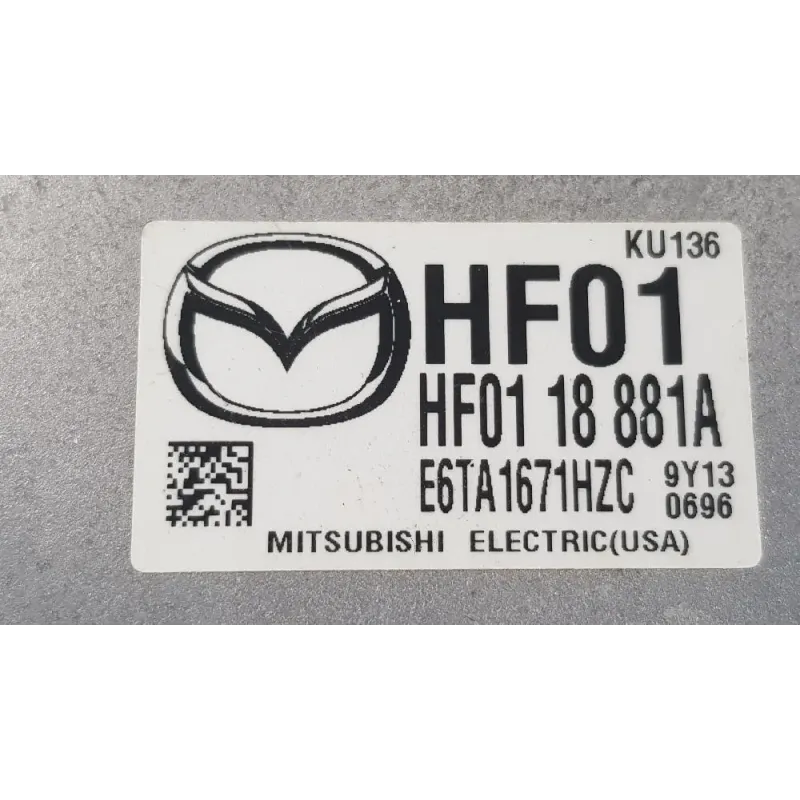 KU136
HF01
HF01 18 881A
E6TA1671HZC 9Y13
0696
MITSUBISHI ELECTRIC(USA)